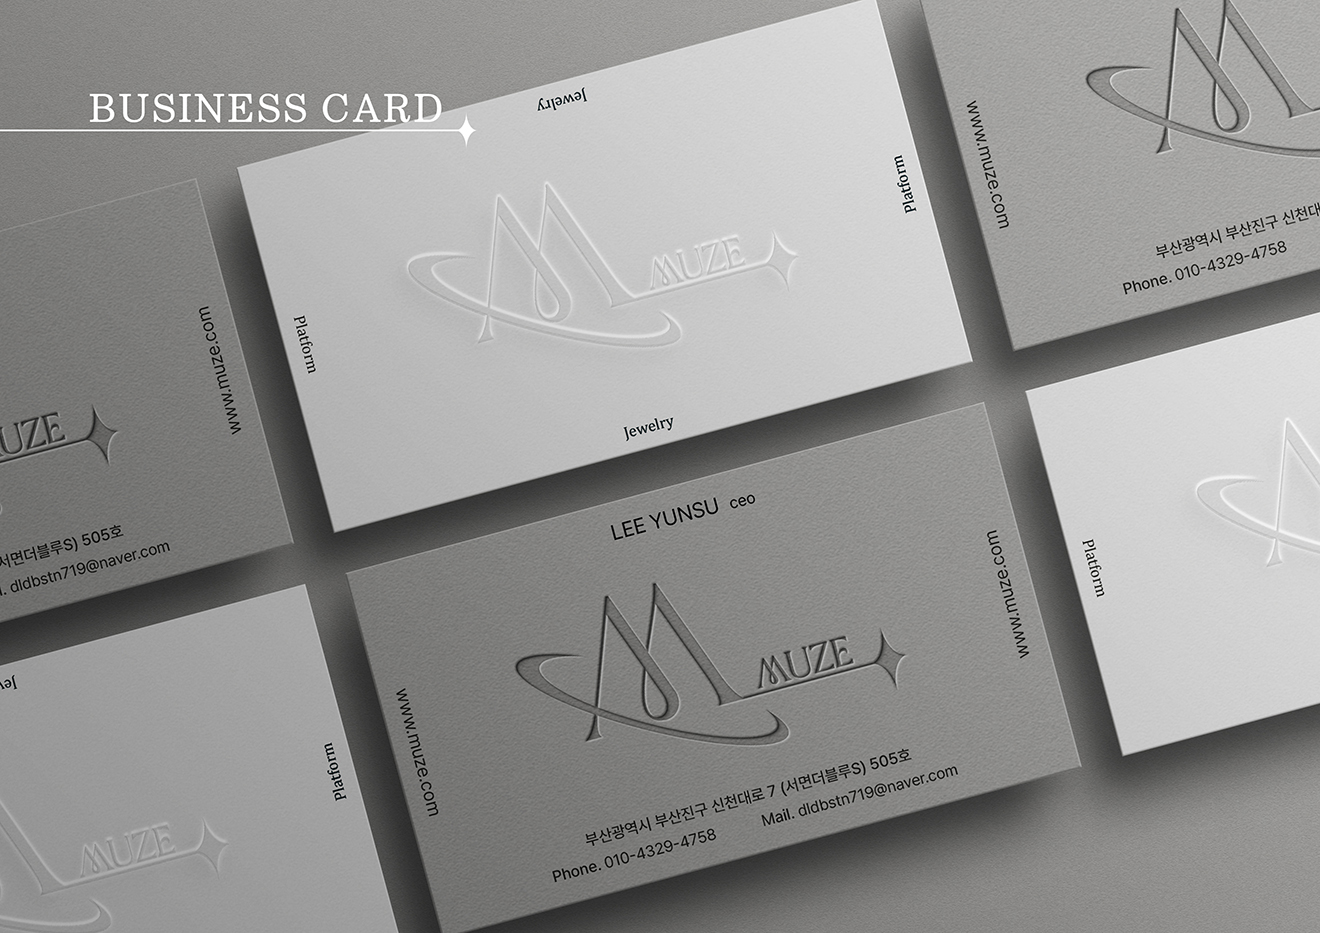 BUSINESS CARD
Jewelry
Platform
MUZE
Platform
Jewelry
www.muze.com
부산광역시 부산진구 신천대
Phone. 010-4329-4758
www.muze.com
UZE
서면더블루S) 505호
l. dldbstn719@naver.com
LEE YUNSU ceo
www.muze.com
MUZE
www.muze.com
부산광역시 부산진구 신천대로 7 (서면더블루S) 505호
Phone. 010-4329-4758 Mail. dldbstn719@naver.com
Platform
Jew
Platform
MUZE